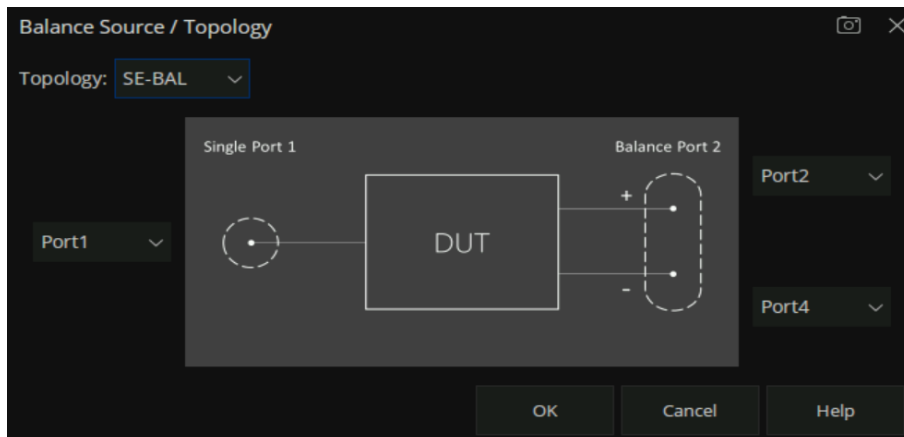 Balance Source / Topology
Topology: SE-BAL
Single Port 1
Balance Port 2
Port2
+
Port1
DUT
-
Port4
OK Cancel Help